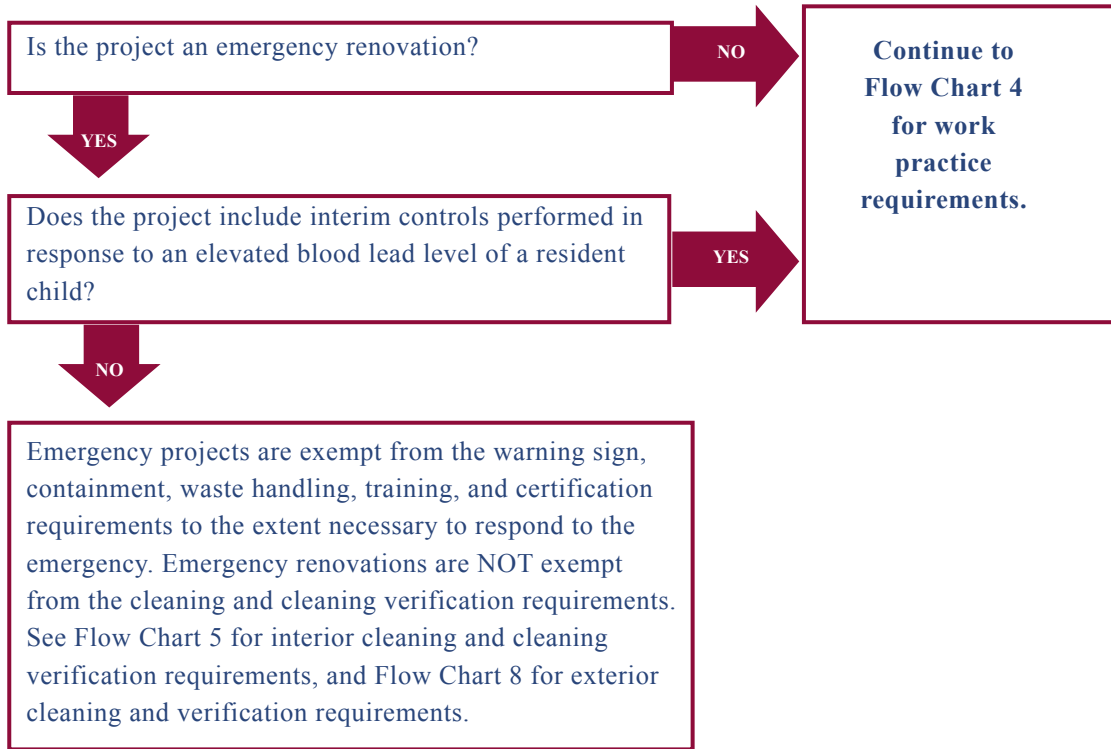 Is the project an emergency renovation?
NO
Continue to
Flow Chart 4
for work
practice
requirements.
YES
Does the project include interim controls performed in
response to an elevated blood lead level of a resident
child?
YES
NO
Emergency projects are exempt from the warning sign,
containment, waste handling, training, and certification
requirements to the extent necessary to respond to the
emergency. Emergency renovations are NOT exempt
from the cleaning and cleaning verification requirements.
See Flow Chart 5 for interior cleaning and cleaning
verification requirements, and Flow Chart 8 for exterior
cleaning and verification requirements.